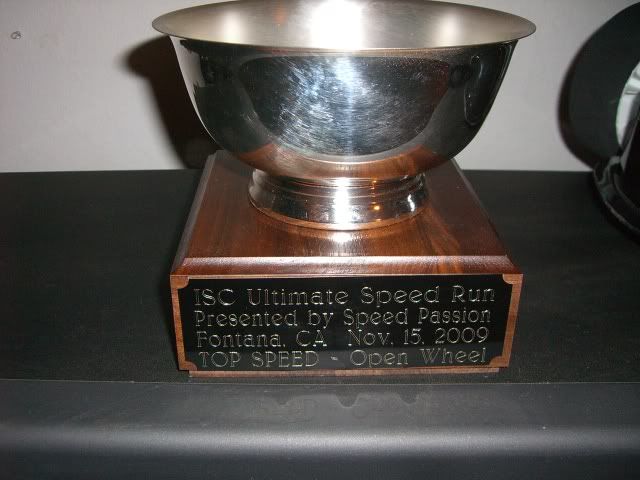 ISC Ultimate Speed Run
Presented by Speed Passion
Fontana, CA Nov. 15, 2009
TOP SPEED - Open Wheel